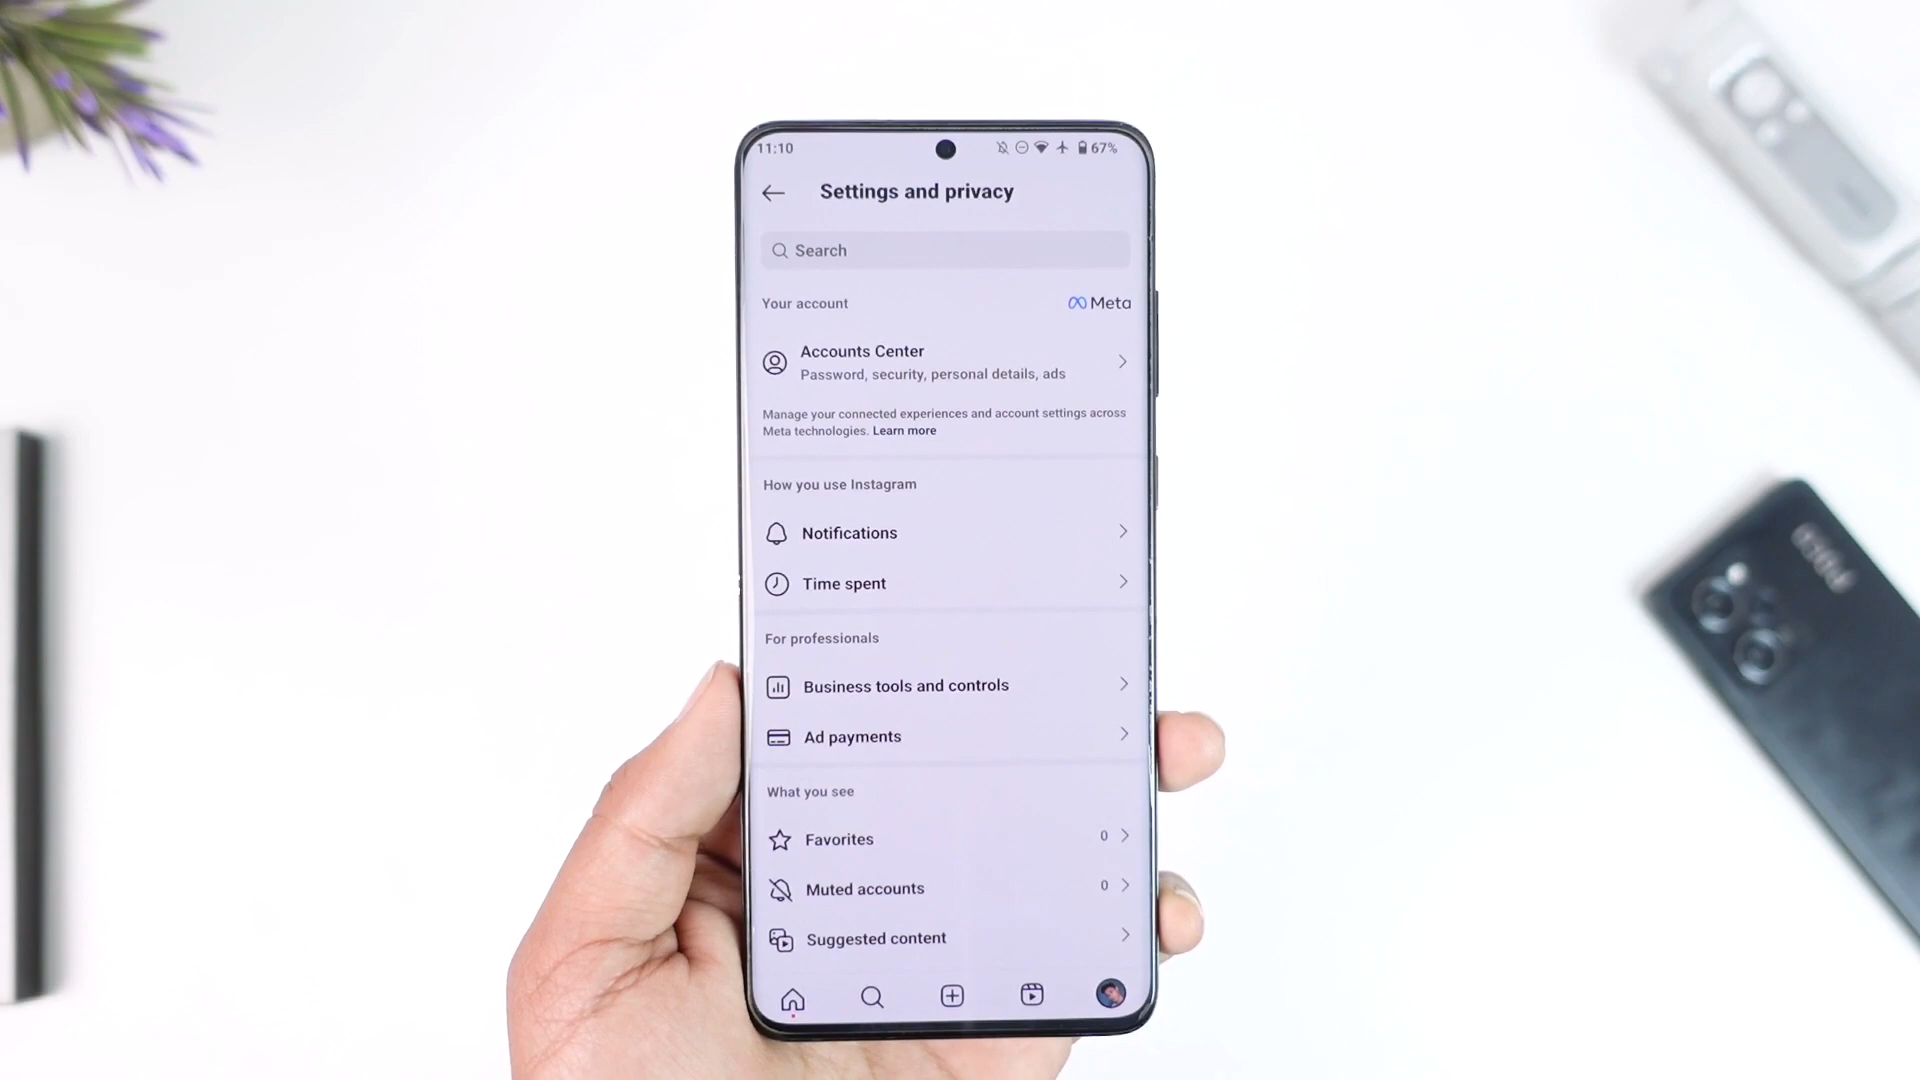 11:10
67%
Settings and privacy
Search
Your account
Meta
Accounts Center
Password, security, personal details, ads
Manage your connected experiences and account settings across
Meta technologies. Learn more
How you use Instagram
Notifications
Time spent
For professionals
Business tools and controls
Ad payments
What you see
Favorites
0
Muted accounts
0
Suggested content
POCO